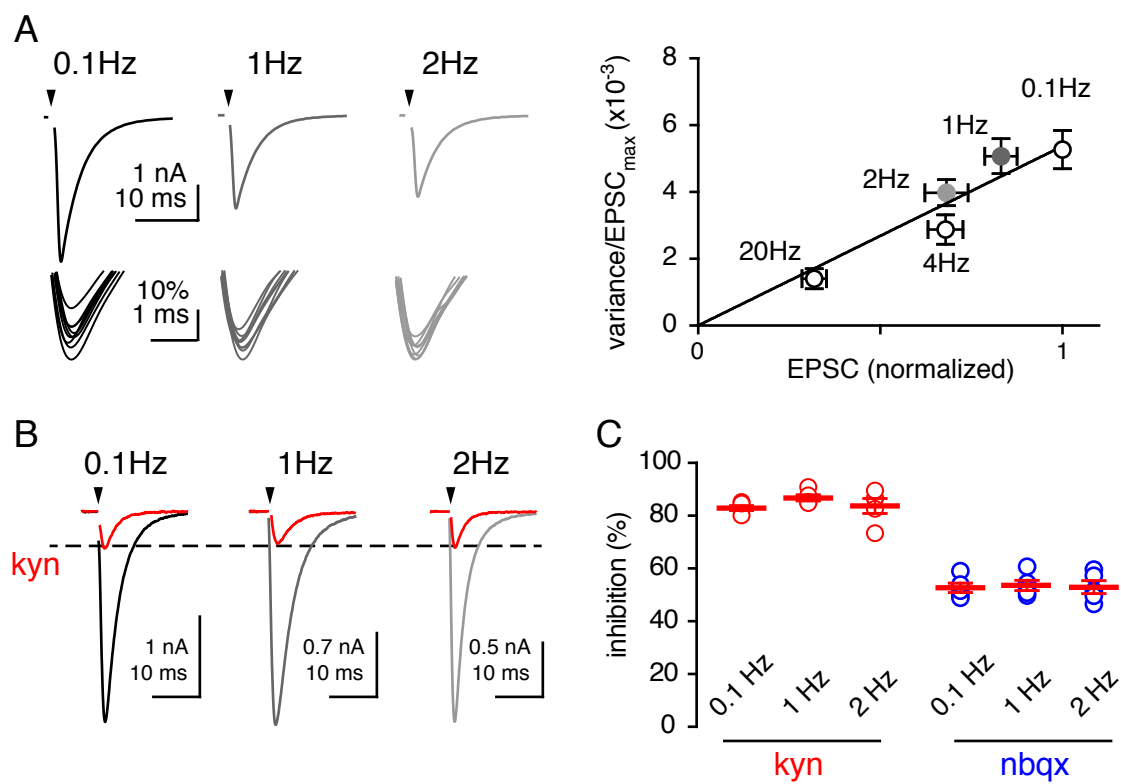 A
0.1Hz 1Hz 2Hz
1 nA
10 ms
10%
1 ms
variance/EPSCmax (x10-3)
8
6
4
2
0
0.1Hz
1Hz
2Hz
4Hz
20Hz
0 1
EPSC (normalized)
B
0.1Hz 1Hz 2Hz
kyn
1 nA
10 ms
0.7 nA
10 ms
0.5 nA
10 ms
C
inhibition (%)
100
80
60
40
20
0
0.1 Hz 1 Hz 2 Hz 0.1 Hz 1 Hz 2 Hz
kyn nbqx